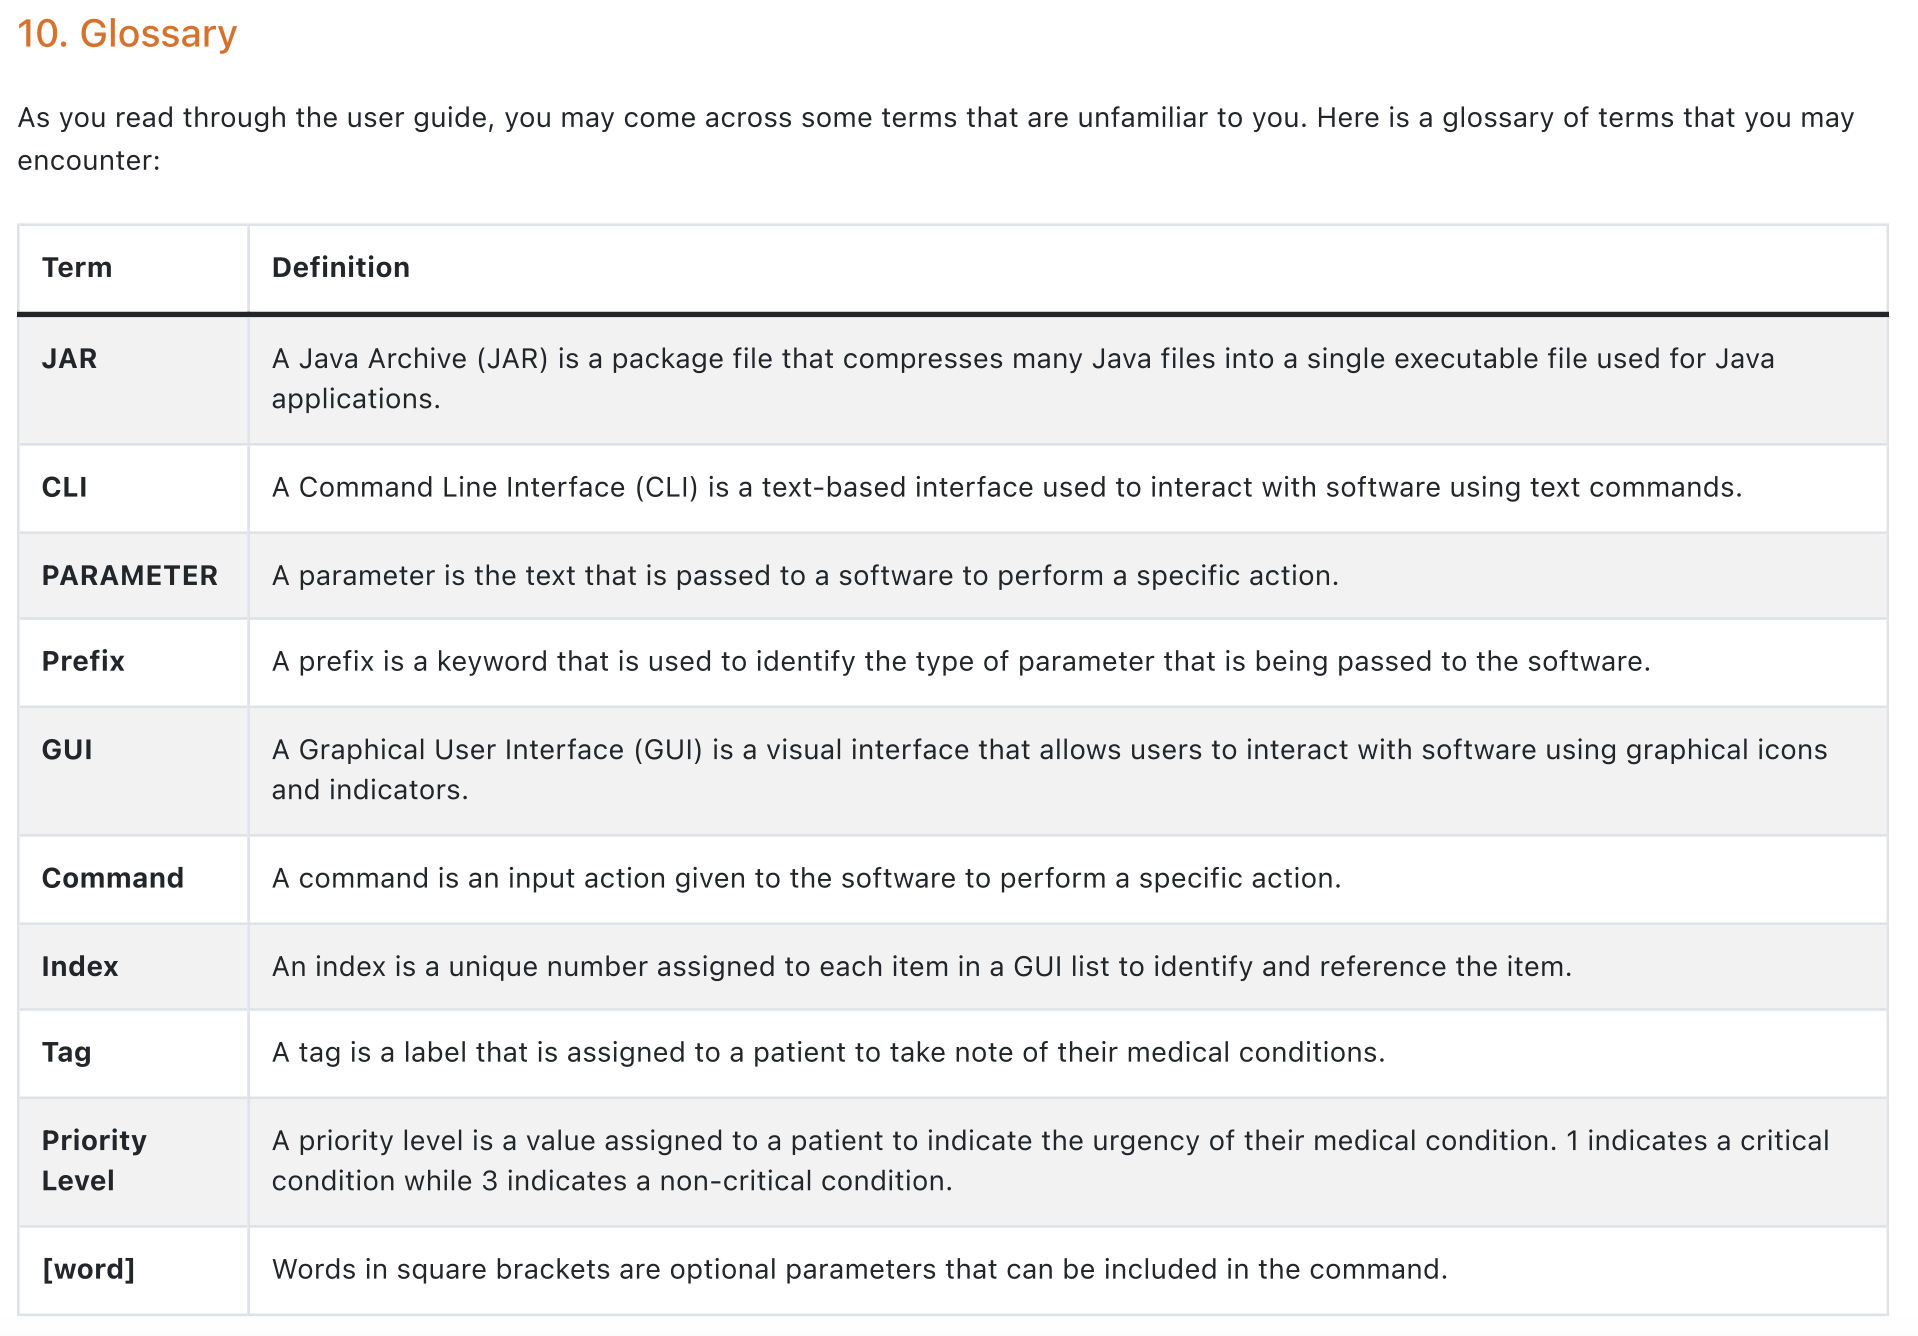 10. Glossary
As you read through the user guide, you may come across some terms that are unfamiliar to you. Here is a glossary of terms that you may
encounter:
Term Definition
JAR A Java Archive (JAR) is a package file that compresses many Java files into a single executable file used for Java
applications.
CLI A Command Line Interface (CLI) is a text-based interface used to interact with software using text commands.
PARAMETER A parameter is the text that is passed to a software to perform a specific action.
Prefix A prefix is a keyword that is used to identify the type of parameter that is being passed to the software.
GUI A Graphical User Interface (GUI) is a visual interface that allows users to interact with software using graphical icons
and indicators.
Command A command is an input action given to the software to perform a specific action.
Index An index is a unique number assigned to each item in a GUI list to identify and reference the item.
Tag A tag is a label that is assigned to a patient to take note of their medical conditions.
Priority A priority level is a value assigned to a patient to indicate the urgency of their medical condition. 1 indicates a critical
Level condition while 3 indicates a non-critical condition.
[word] Words in square brackets are optional parameters that can be included in the command.